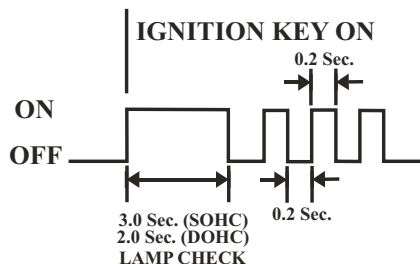 IGNITION KEY ON
0.2 Sec.
ON
OFF
0.2 Sec.
3.0 Sec. (SOHC)
2.0 Sec. (DOHC)
LAMP CHECK